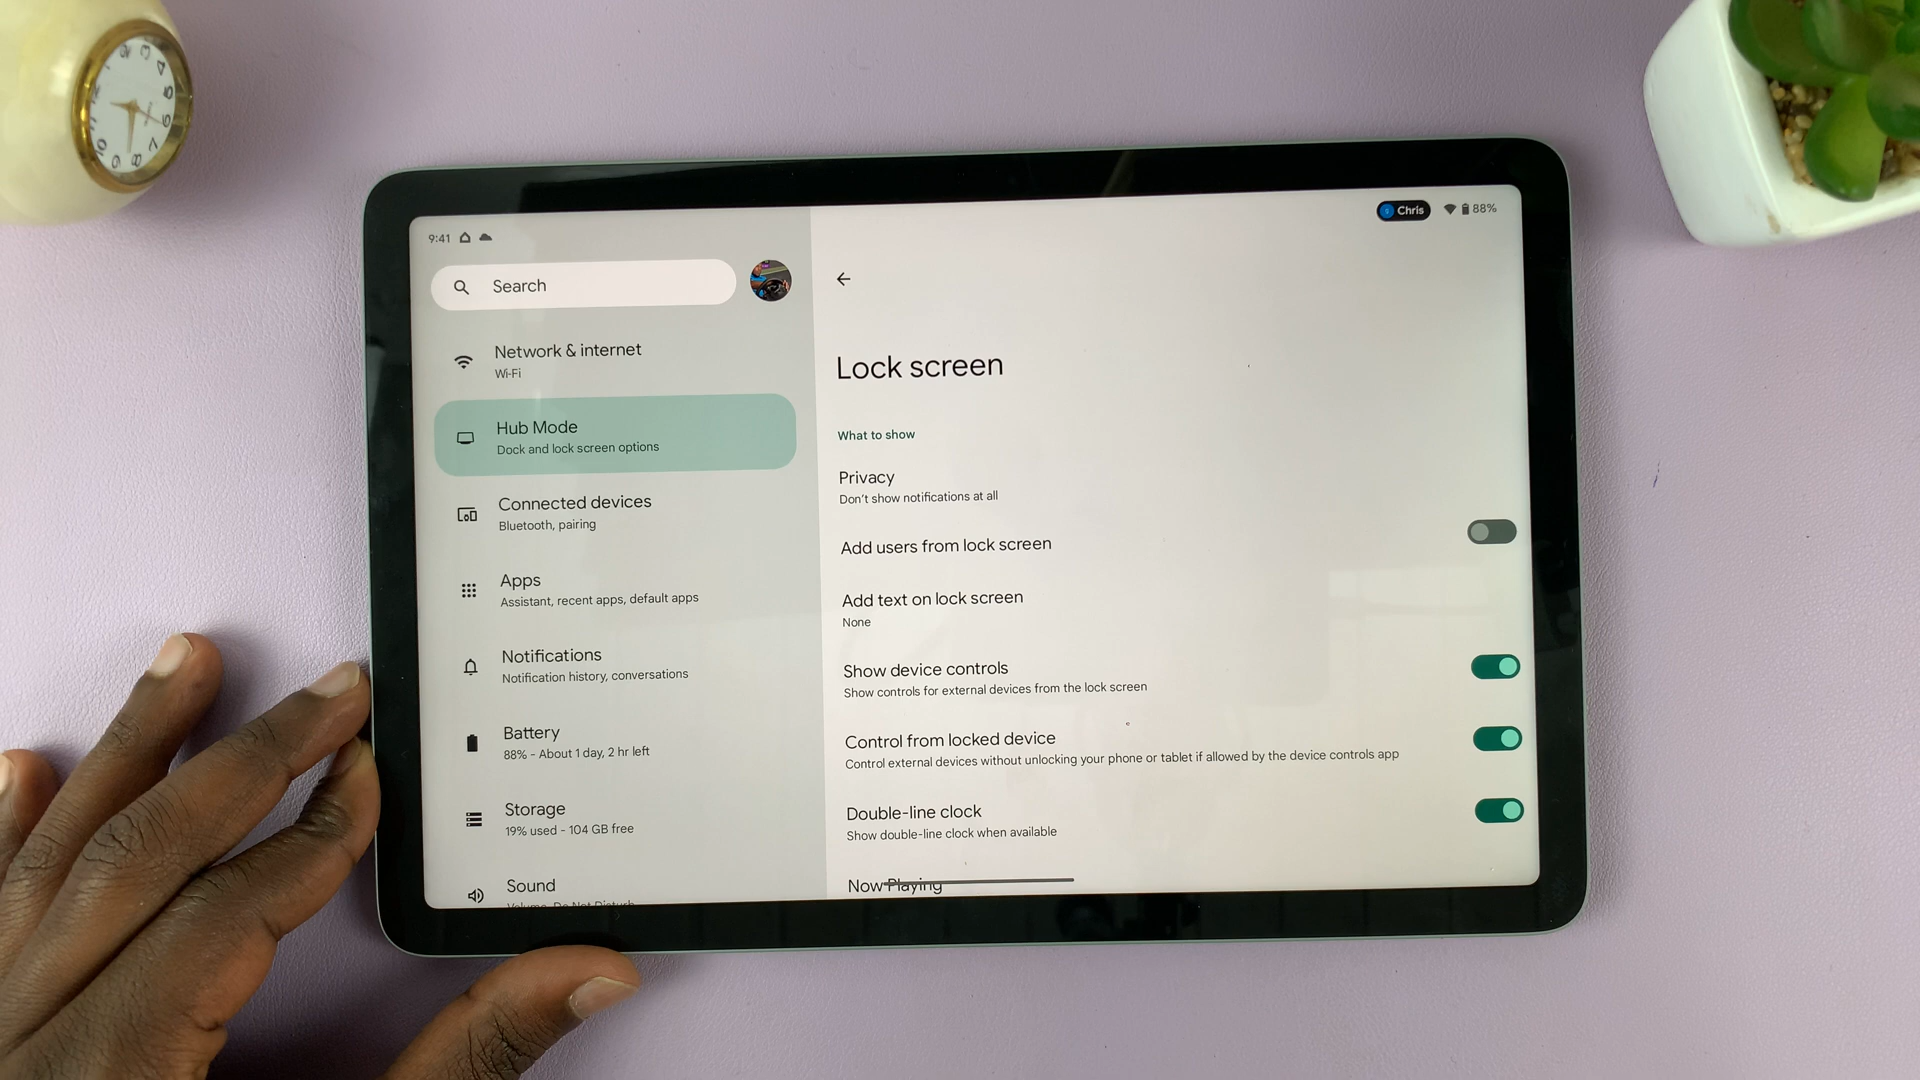 9:41
Chris
88%
Search
Network & internet
Wi-Fi
Hub Mode
Dock and lock screen options
Connected devices
Bluetooth, pairing
Apps
Assistant, recent apps, default apps
Notifications
Notification history, conversations
Battery
88% - About 1 day, 2 hr left
Storage
19% used - 104 GB free
Sound
Volume, Do Not Disturb
Lock screen
What to show
Privacy
Don't show notifications at all
Add users from lock screen
Add text on lock screen
None
Show device controls
Show controls for external devices from the lock screen
Control from locked device
Control external devices without unlocking your phone or tablet if allowed by the device controls app
Double-line clock
Show double-line clock when available
Now Playing